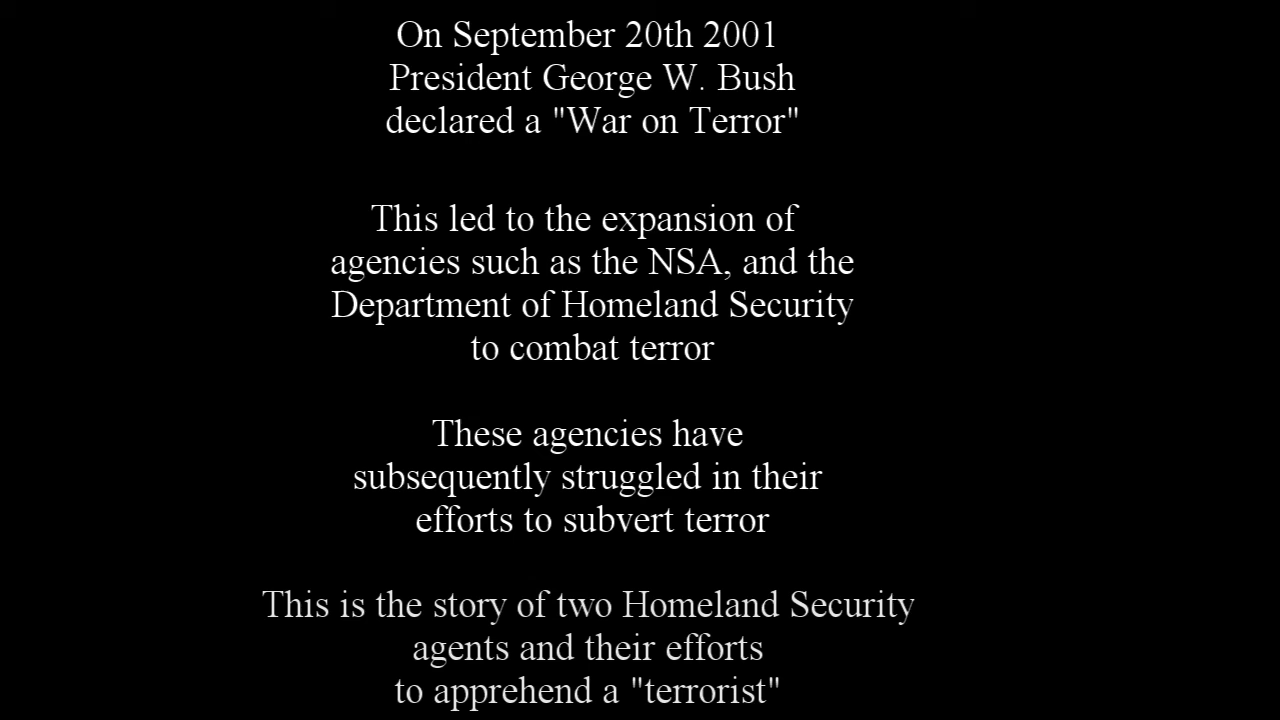 On September 20th 2001
President George W. Bush
declared a "War on Terror"
This led to the expansion of
agencies such as the NSA, and the
Department of Homeland Security
to combat terror
These agencies have
subsequently struggled in their
efforts to subvert terror
This is the story of two Homeland Security
agents and their efforts
to apprehend a "terrorist"